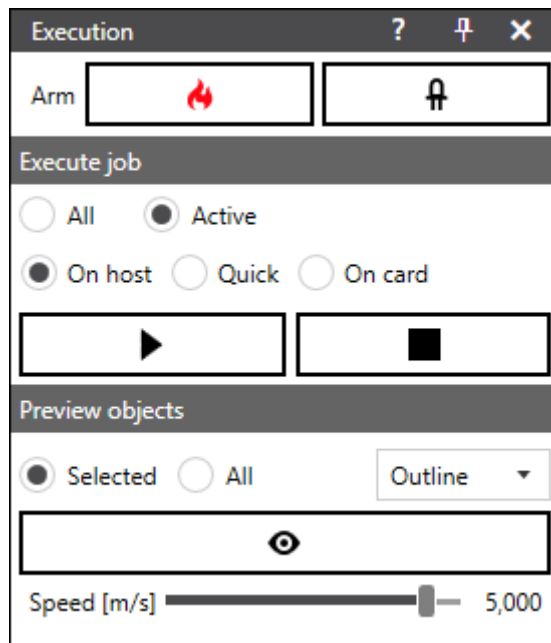 Execution ?
Arm
Execute job
All Active
On host Quick On card
Preview objects
Selected All Outline
Speed [m/s] 5,000